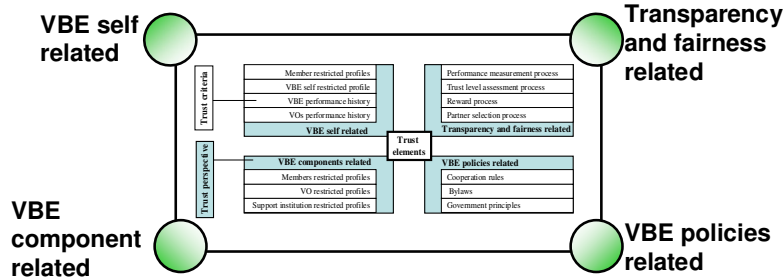 VBE self
related
Transparency
and fairness
related
Trust criteria
Member restricted profiles
VBE self restricted profile
VBE performance history
VOs performance history
VBE self related
Performance measurement process
Trust level assessment process
Reward process
Partner selection process
Transparency and fairness related
Trust
elements
Trust perspective
VBE components related
Members restricted profiles
VO restricted profiles
Support institution restricted profiles
VBE policies related
Cooperation rules
Bylaws
Government principles
VBE
component
related
VBE policies
related